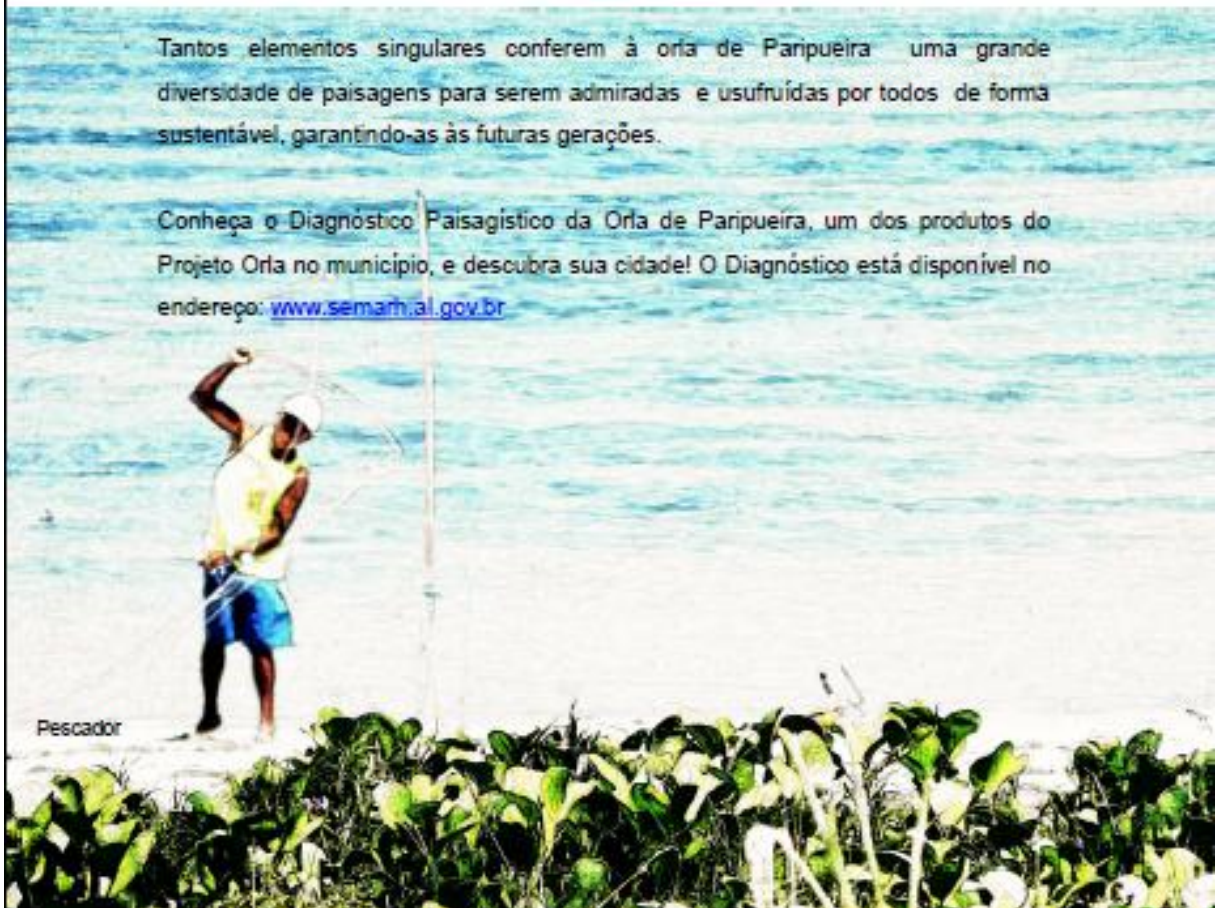 Tantos elementos singulares conferem à orla de Paripueira uma grande
diversidade de paisagens para serem admiradas e usufruídas por todos de forma
sustentável, garantindo-as às futuras gerações.
Conheça o Diagnóstico Paisagístico da Orla de Paripueira, um dos produtos do
Projeto Orla no município, e descubra sua cidade! O Diagnóstico está disponível no
endereço: www.semarh.al.gov.br
Pescador